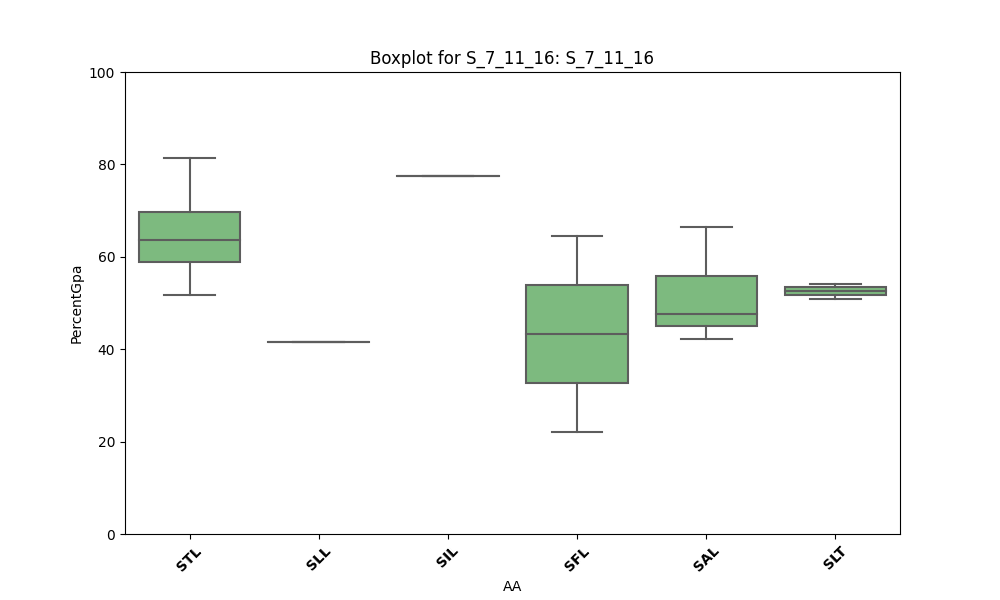 Boxplot for S_7_11_16: S_7_11_16
100
80
60
40
20
0
PercentGpa
STL
SLL
SIL
SFL
SAL
SLT
AA